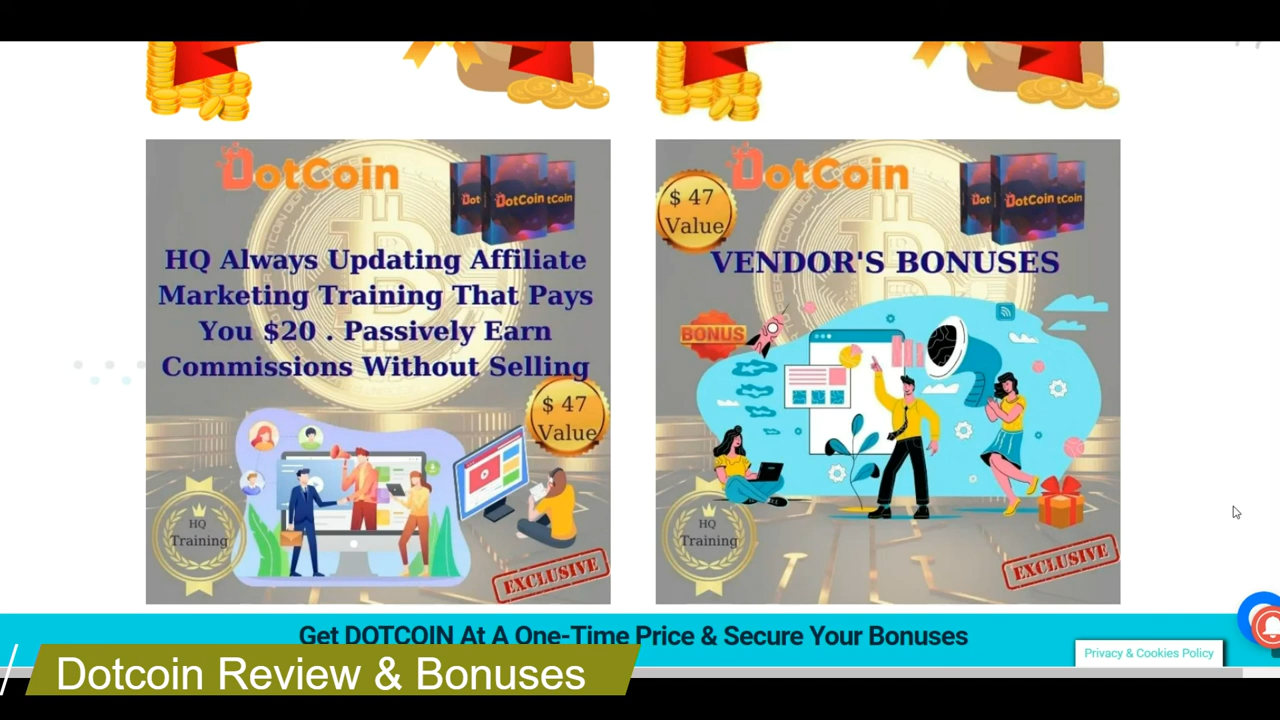 DotCoin
DotCoin
DotCoin
HQ Always Updating Affiliate
Marketing Training That Pays
You $20 . Passively Earn
Commissions Without Selling
$ 47
Value
HQ
Training
EXCLUSIVE
DotCoin
DotCoin
$ 47
Value
VENDOR'S BONUSES
BONUS
HQ
Training
EXCLUSIVE
Get DOTCOIN At A One-Time Price & Secure Your Bonuses
Privacy & Cookies Policy
Dotcoin Review & Bonuses